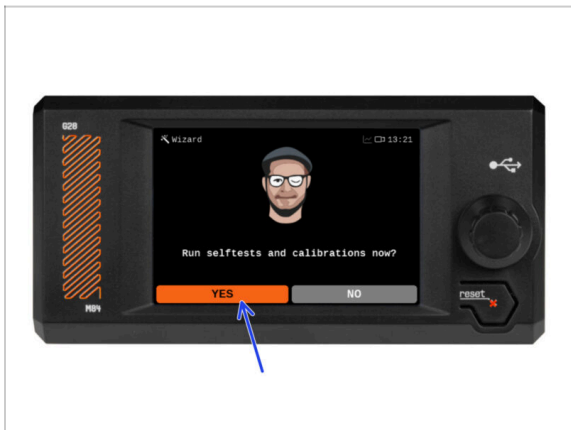 G28
Wizard
13:21
Run selftests and calibrations now?
YES
NO
reset
M84